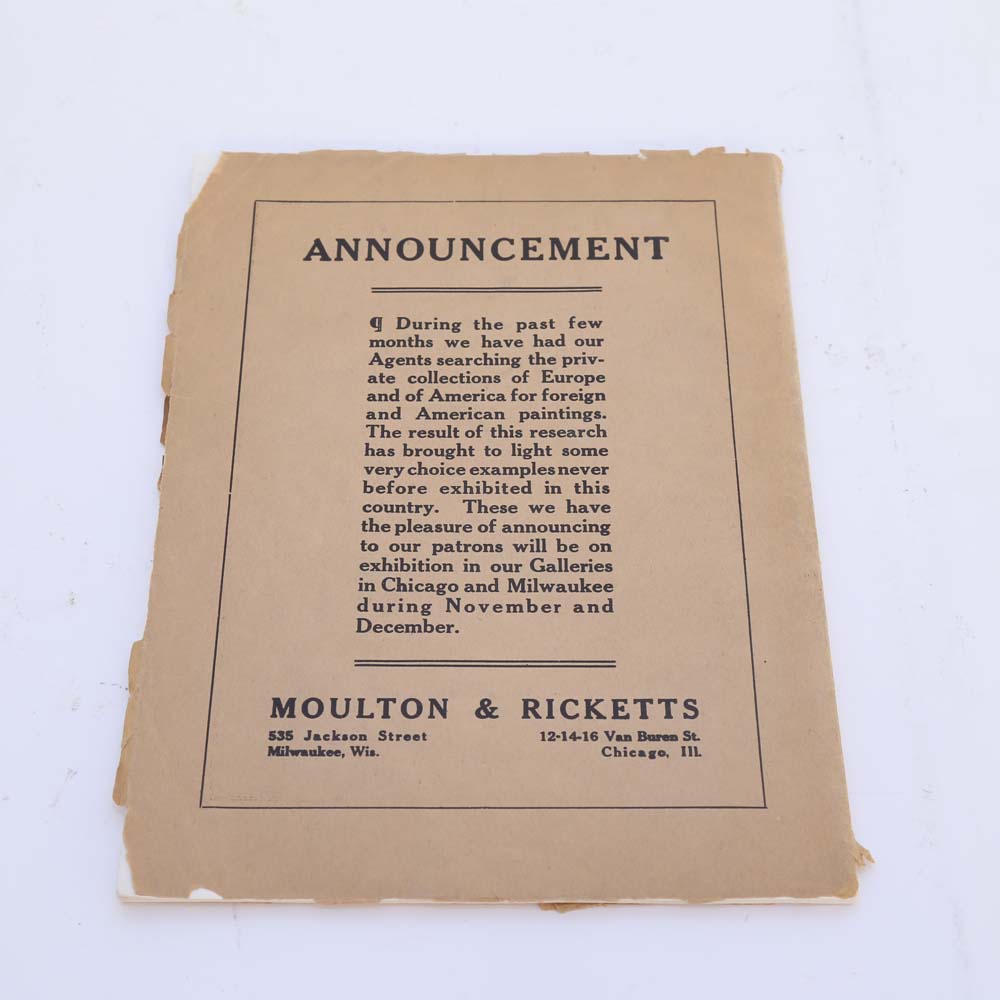 ANNOUNCEMENT
¶ During the past few
months we have had our
Agents searching the priv-
ate collections of Europe
and of America for foreign
and American paintings.
The result of this research
has brought to light some
very choice examples never
before exhibited in this
country. These we have
the pleasure of announcing
to our patrons will be on
exhibition in our Galleries
in Chicago and Milwaukee
during November and
December.
MOULTON & RICKETTS
535 Jackson Street 12-14-16 Van Buren St.
Milwaukee, Wis. Chicago, Ill.